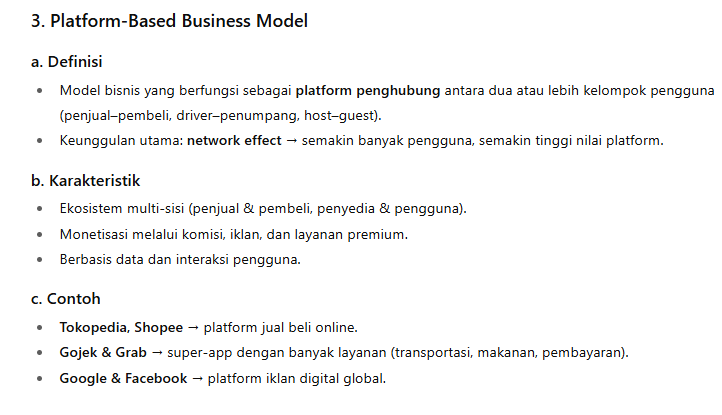 3. Platform-Based Business Model
a. Definisi
• Model bisnis yang berfungsi sebagai platform penghubung antara dua atau lebih kelompok pengguna
(penjual–pembeli, driver–penumpang, host–guest).
• Keunggulan utama: network effect → semakin banyak pengguna, semakin tinggi nilai platform.
b. Karakteristik
• Ekosistem multi-sisi (penjual & pembeli, penyedia & pengguna).
• Monetisasi melalui komisi, iklan, dan layanan premium.
• Berbasis data dan interaksi pengguna.
c. Contoh
• Tokopedia, Shopee → platform jual beli online.
• Gojek & Grab → super-app dengan banyak layanan (transportasi, makanan, pembayaran).
• Google & Facebook → platform iklan digital global.